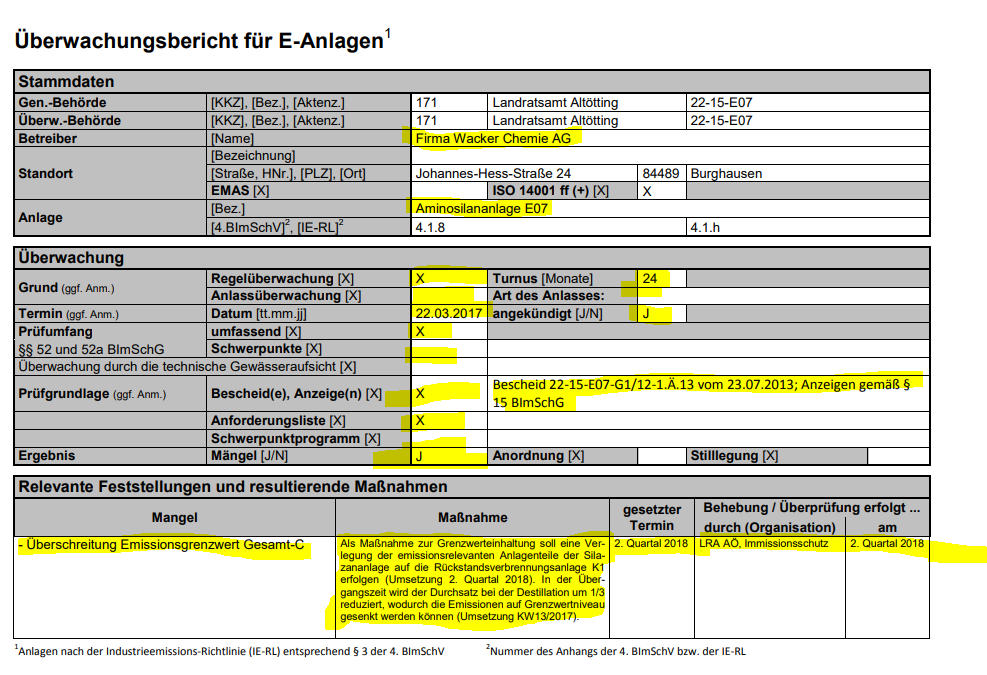 Überwachungsbericht für E-Anlagen1
Stammdaten
Gen.-Behörde [KKZ], [Bez.], [Aktenz.] 171 Landratsamt Altötting 22-15-E07
Überw.-Behörde [KKZ], [Bez.], [Aktenz.] 171 Landratsamt Altötting 22-15-E07
Betreiber [Name] Firma Wacker Chemie AG
Standort [Bezeichnung]
[Straße, HNr.], [PLZ], [Ort] Johannes-Hess-Straße 24 84489 Burghausen
EMAS [X] ISO 14001 ff (+) [X] X
Anlage [Bez.] Aminosilananlage E07
[4.BImSchV]2, [IE-RL]2 4.1.8 4.1.h
Überwachung
Grund (ggf. Anm.) Regelüberwachung [X] X Turnus [Monate] 24
Anlassüberwachung [X] Art des Anlasses:
Termin (ggf. Anm.) Datum [tt.mm.jj] 22.03.2017 angekündigt [J/N] J
Prüfumfang umfassend [X] X
§§ 52 und 52a BImSchG Schwerpunkte [X]
Überwachung durch die technische Gewässeraufsicht [X]
Prüfgrundlage (ggf. Anm.) Bescheid(e), Anzeige(n) [X] X Bescheid 22-15-E07-G1/12-1.Ä.13 vom 23.07.2013; Anzeigen gemäß §
15 BImSchG
Anforderungsliste [X] X
Schwerpunktprogramm [X]
Ergebnis Mängel [J/N] J Anordnung [X] Stilllegung [X]
Relevante Feststellungen und resultierende Maßnahmen
Mangel Maßnahme gesetzter Termin Behebung / Überprüfung erfolgt ...
durch (Organisation) am
- Überschreitung Emissionsgrenzwert Gesamt-C Als Maßnahme zur Grenzwerteinhaltung soll eine Ver- 2. Quartal 2018 LRA AÖ, Immissionsschutz 2. Quartal 2018
legung der emissionsrelevanten Anlagenteile der Sila-
zananlage auf die Rückstandsverbrennungsanlage K1
erfolgen (Umsetzung 2. Quartal 2018). In der Über-
gangszeit wird der Durchsatz bei der Destillation um 1/3
reduziert, wodurch die Emissionen auf Grenzwertniveau
gesenkt werden können (Umsetzung KW13/2017).
1Anlagen nach der Industrieemissions-Richtlinie (IE-RL) entsprechend § 3 der 4. BImSchV 2Nummer des Anhangs der 4. BImSchV bzw. der IE-RL